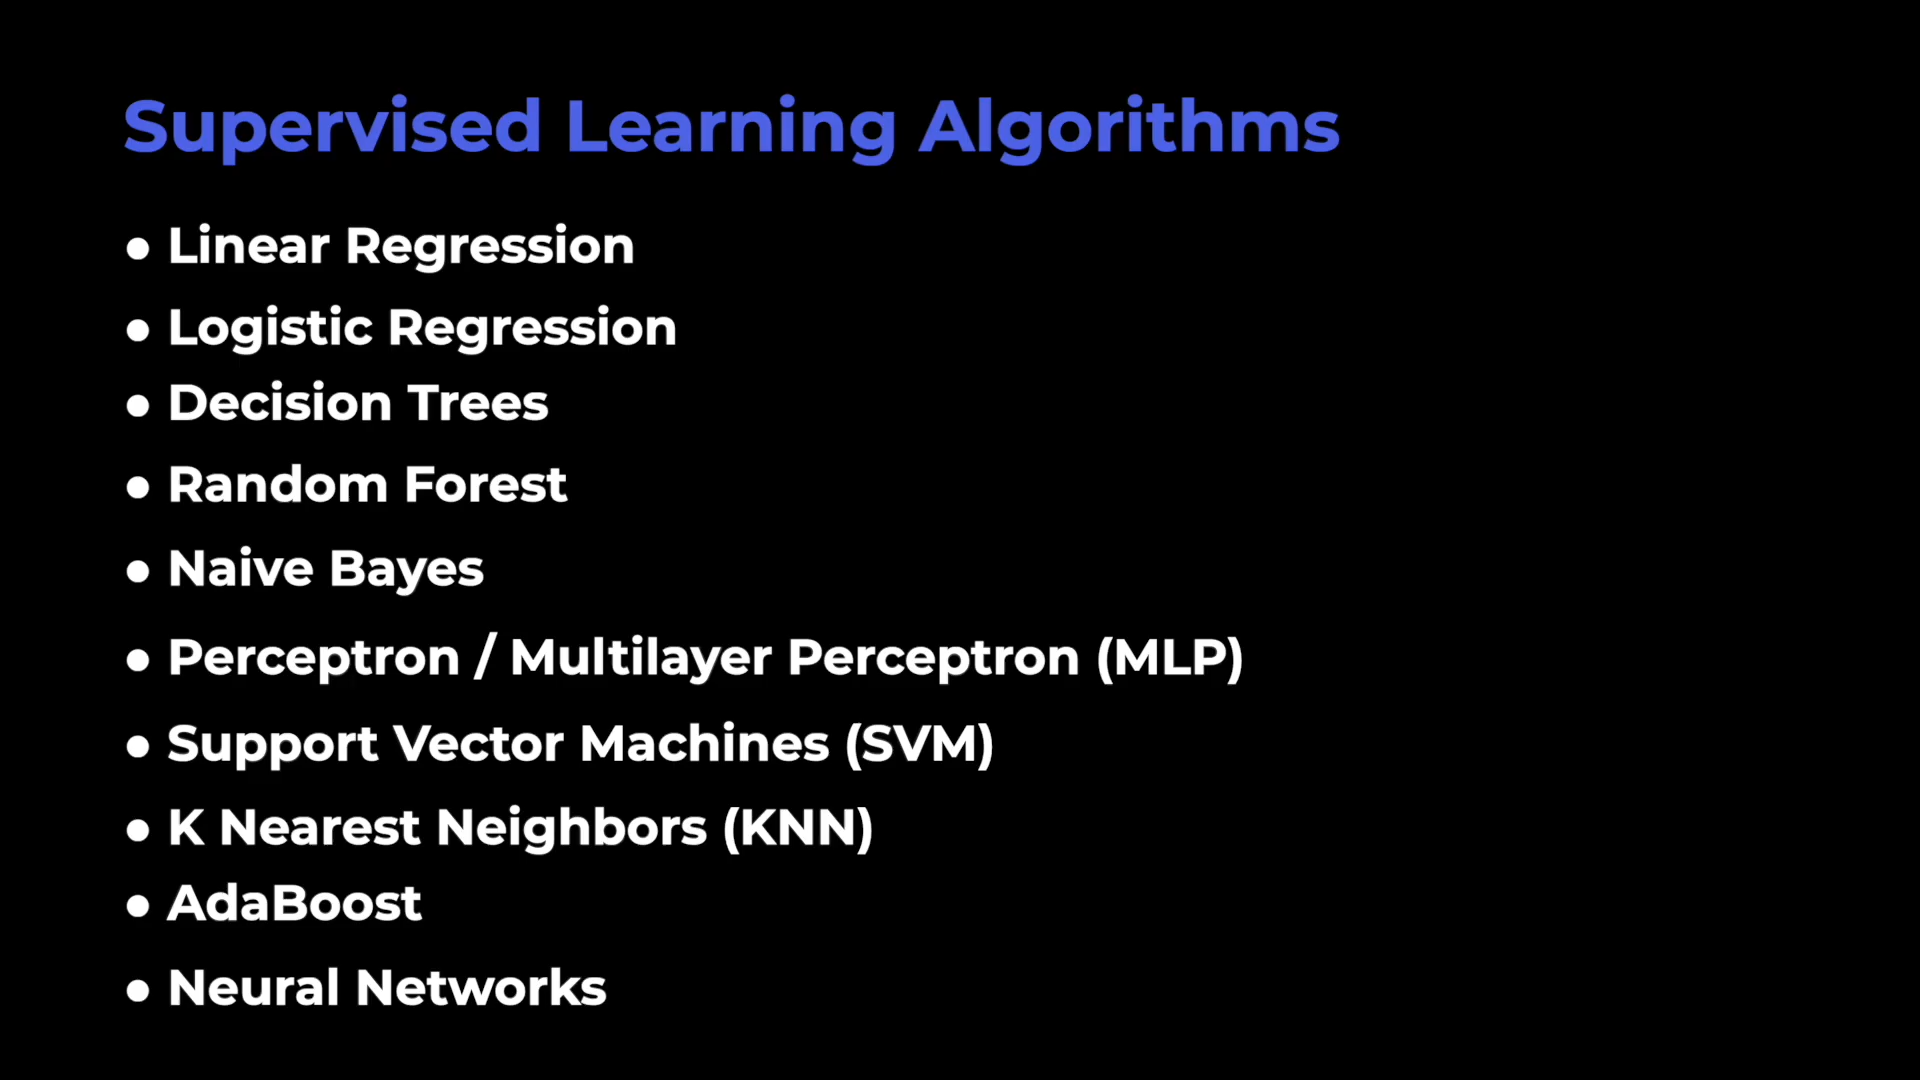 Supervised Learning Algorithms
● Linear Regression
● Logistic Regression
● Decision Trees
● Random Forest
● Naive Bayes
● Perceptron / Multilayer Perceptron (MLP)
● Support Vector Machines (SVM)
● K Nearest Neighbors (KNN)
● AdaBoost
● Neural Networks